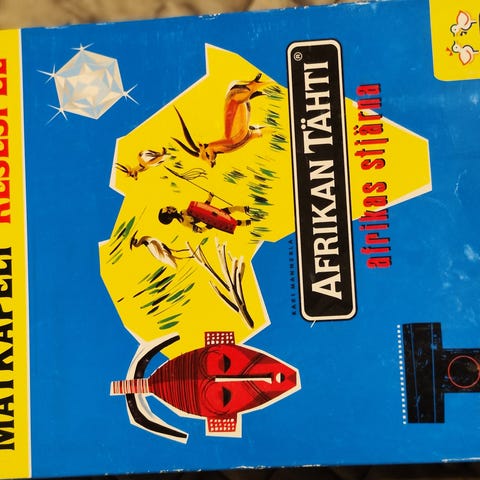 MATKAPELI RESESPEL
KARI MANNERLA
AFRIKAN TÄHTI®
afrikas stjärna